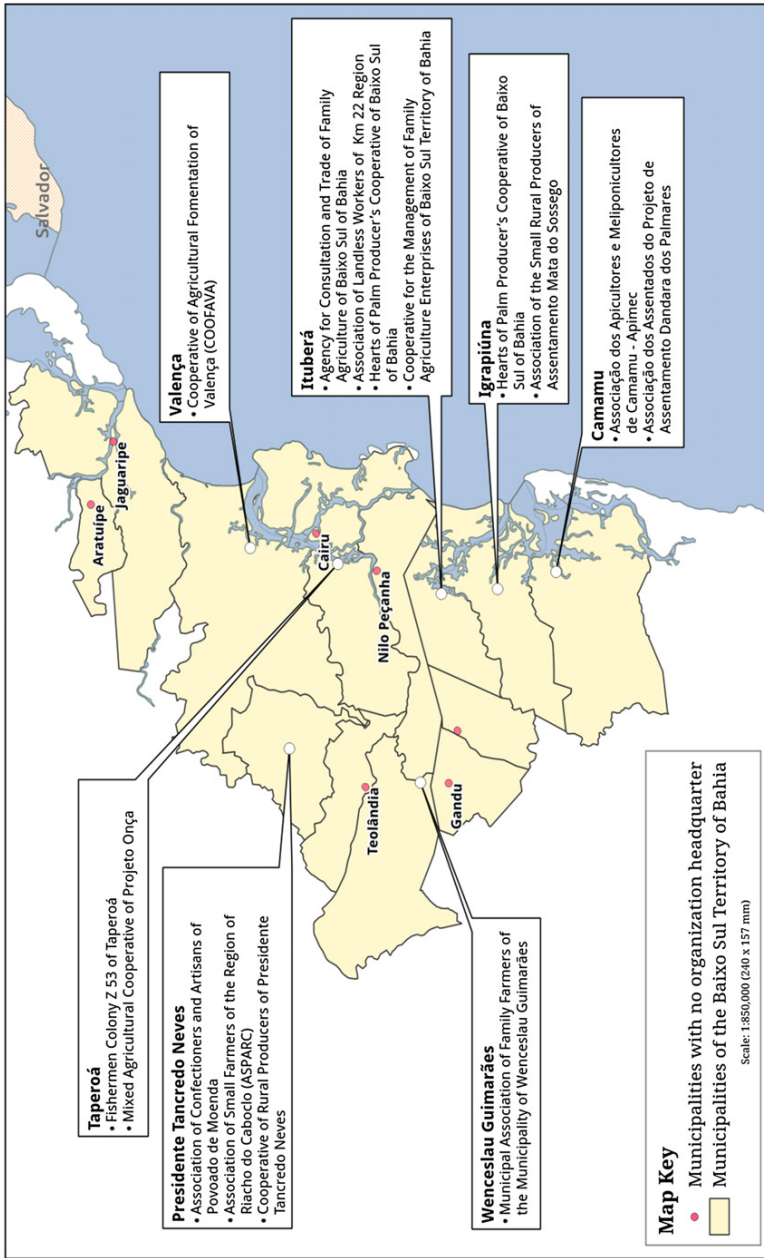 Salvador
Aratuípe
Jaguaripe
Cairu
Nilo Peçanha
Teolândia
Gandu
Taperoá
• Fishermen Colony Z 53 of Taperoá
• Mixed Agricultural Cooperative of Projeto Onça
Presidente Tancredo Neves
• Association of Confectioners and Artisans of
Povoado de Moenda
• Association of Small Farmers of the Region of
Riacho do Caboclo (ASPARC)
• Cooperative of Rural Producers of Presidente
Tancredo Neves
Wenceslau Guimarães
• Municipal Association of Family Farmers of
the Municipality of Wenceslau Guimarães
Valença
• Cooperative of Agricultural Fomentation of
Valença (COOFAVA)
Ituberá
• Agency for Consultation and Trade of Family
Agriculture of Baixo Sul of Bahia
• Association of Landless Workers of Km 22 Region
• Hearts of Palm Producer's Cooperative of Baixo Sul
of Bahia
• Cooperative for the Management of Family
Agriculture Enterprises of Baixo Sul Territory of Bahia
Igrapiúna
• Hearts of Palm Producer's Cooperative of Baixo
Sul of Bahia
• Association of the Small Rural Producers of
Assentamento Mata do Sossego
Camamu
• Associação dos Apicultores e Meliponicultores
de Camamu - Apimec
• Associação dos Assentados do Projeto de
Assentamento Dandara dos Palmares
Map Key
Municipalities with no organization headquarter
Municipalities of the Baixo Sul Territory of Bahia
Scale: 1:850,000 (240 x 157 mm)